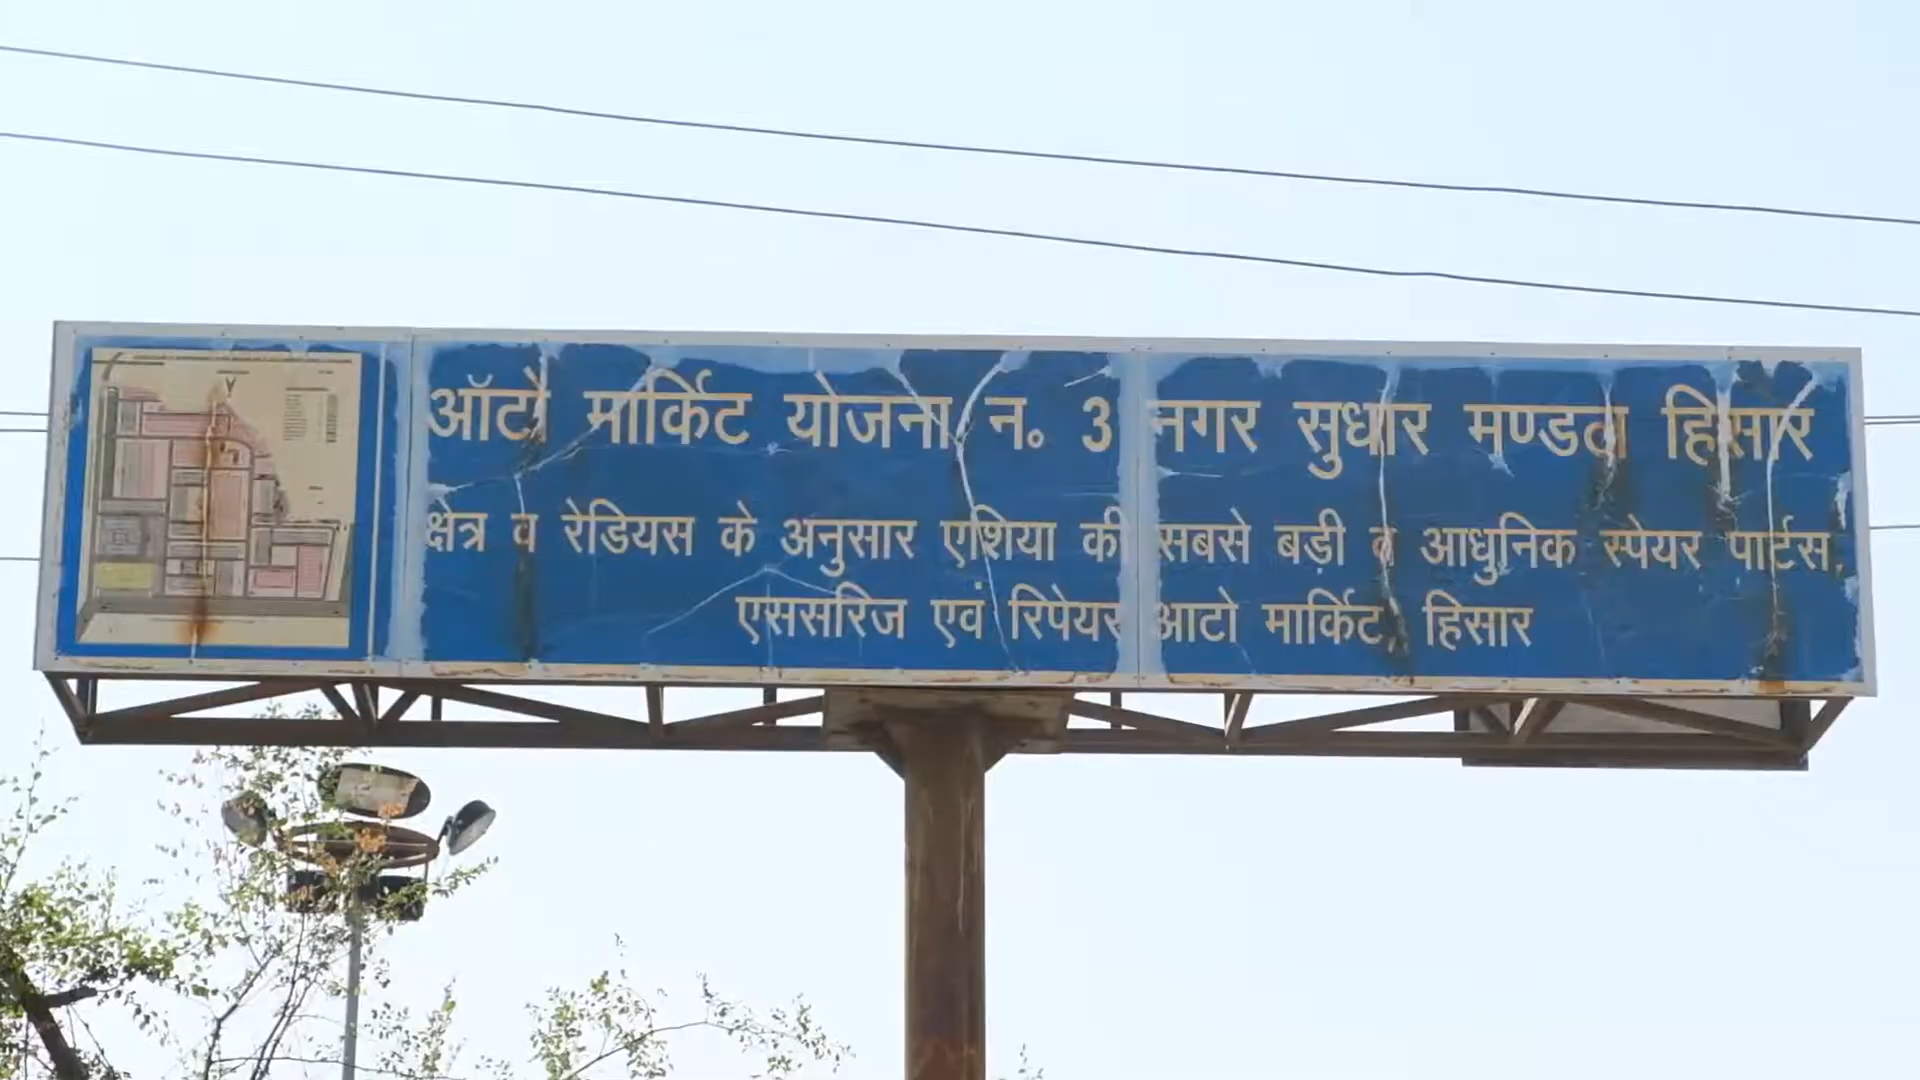 ऑटो मार्किट योजना न. 3 नगर सुधार मण्डल हिसार
क्षेत्र व रेडियस के अनुसार एशिया की सबसे बड़ी व आधुनिक स्पेयर पार्टस,
एससरिज एवं रिपेयर आटो मार्किट, हिसार